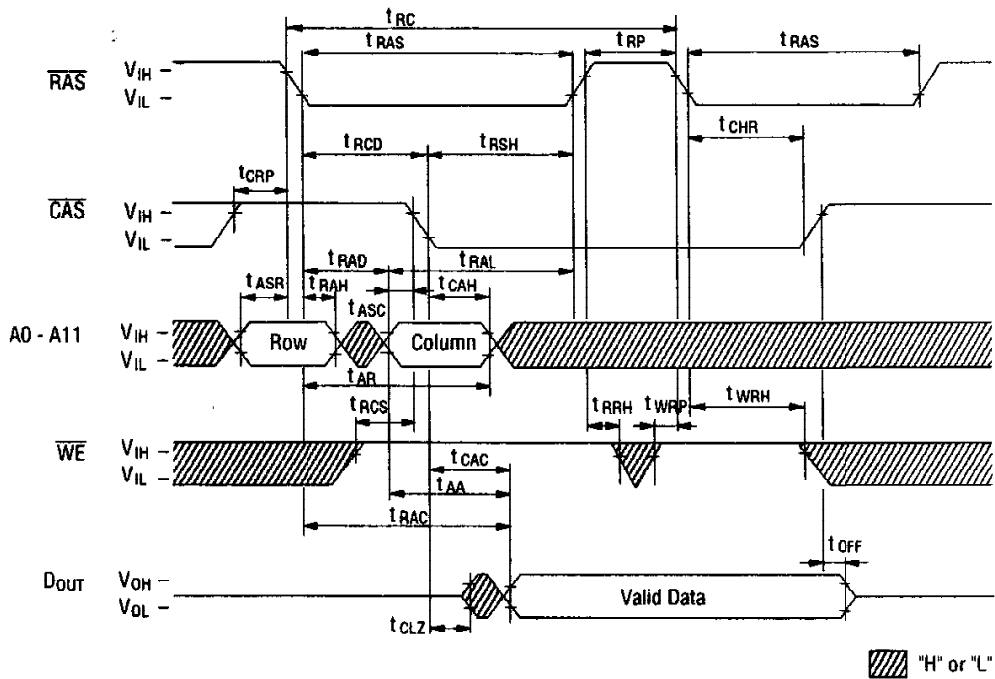 tRC
tRAS tRP tRAS
RAS VIH
VIL
tCHR
tRCD tRSH
tCRP
CAS VIH
VIL
tRAD tRAL
tASR tRAH tCAH
tASC
A0 - A11 VIH
VIL
Row Column
tAR
tRCS tRRH tWRP tWRH
WE VIH
VIL
tCAC
tAA
tRAC
tOFF
DOUT VOH
VOL
Valid Data
tCLZ
"H" or "L"